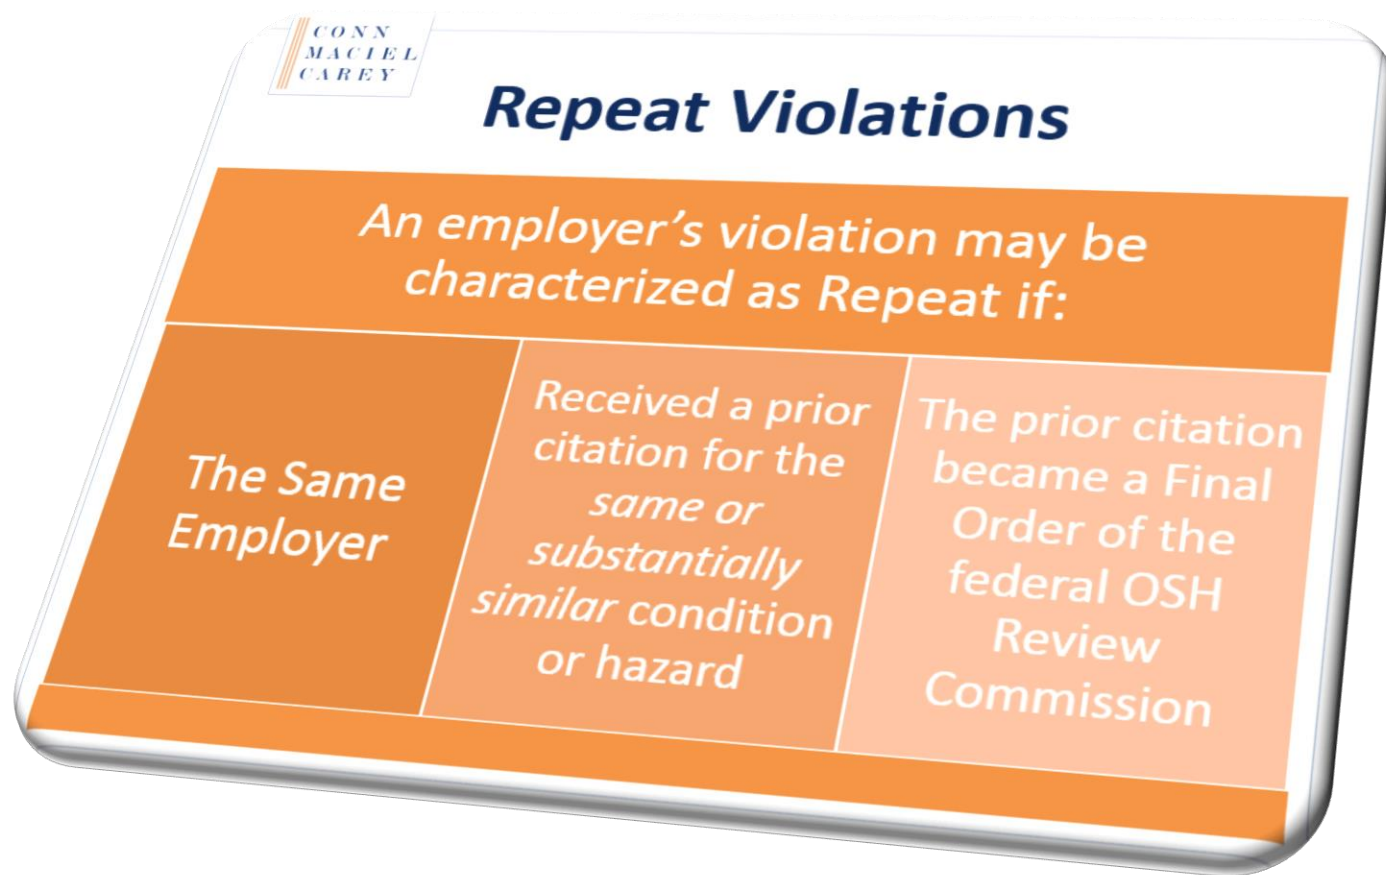 CONN
MACIEL
CAREY
Repeat Violations
An employer’s violation may be
characterized as Repeat if:
The Same
Employer
Received a prior
citation for the
same or
substantially
similar condition
or hazard
The prior citation
became a Final
Order of the
federal OSH
Review
Commission